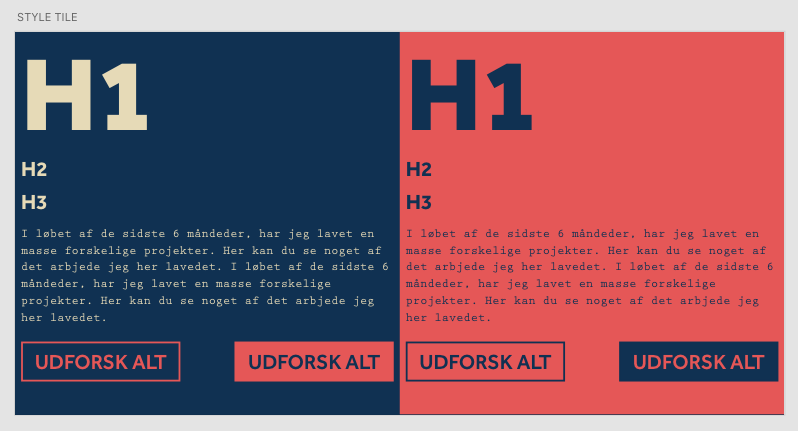 STYLE TILE
H1
H2
H3
I løbet af de sidste 6 måndeder, har jeg lavet en
masse forskelige projekter. Her kan du se noget af
det arbjede jeg her lavedet. I løbet af de sidste 6
måndeder, har jeg lavet en masse forskelige
projekter. Her kan du se noget af det arbjede jeg
her lavedet.
UDFORSK ALT
UDFORSK ALT
H1
H2
H3
I løbet af de sidste 6 måndeder, har jeg lavet en
masse forskelige projekter. Her kan du se noget af
det arbjede jeg her lavedet. I løbet af de sidste 6
måndeder, har jeg lavet en masse forskelige
projekter. Her kan du se noget af det arbjede jeg
her lavedet.
UDFORSK ALT
UDFORSK ALT